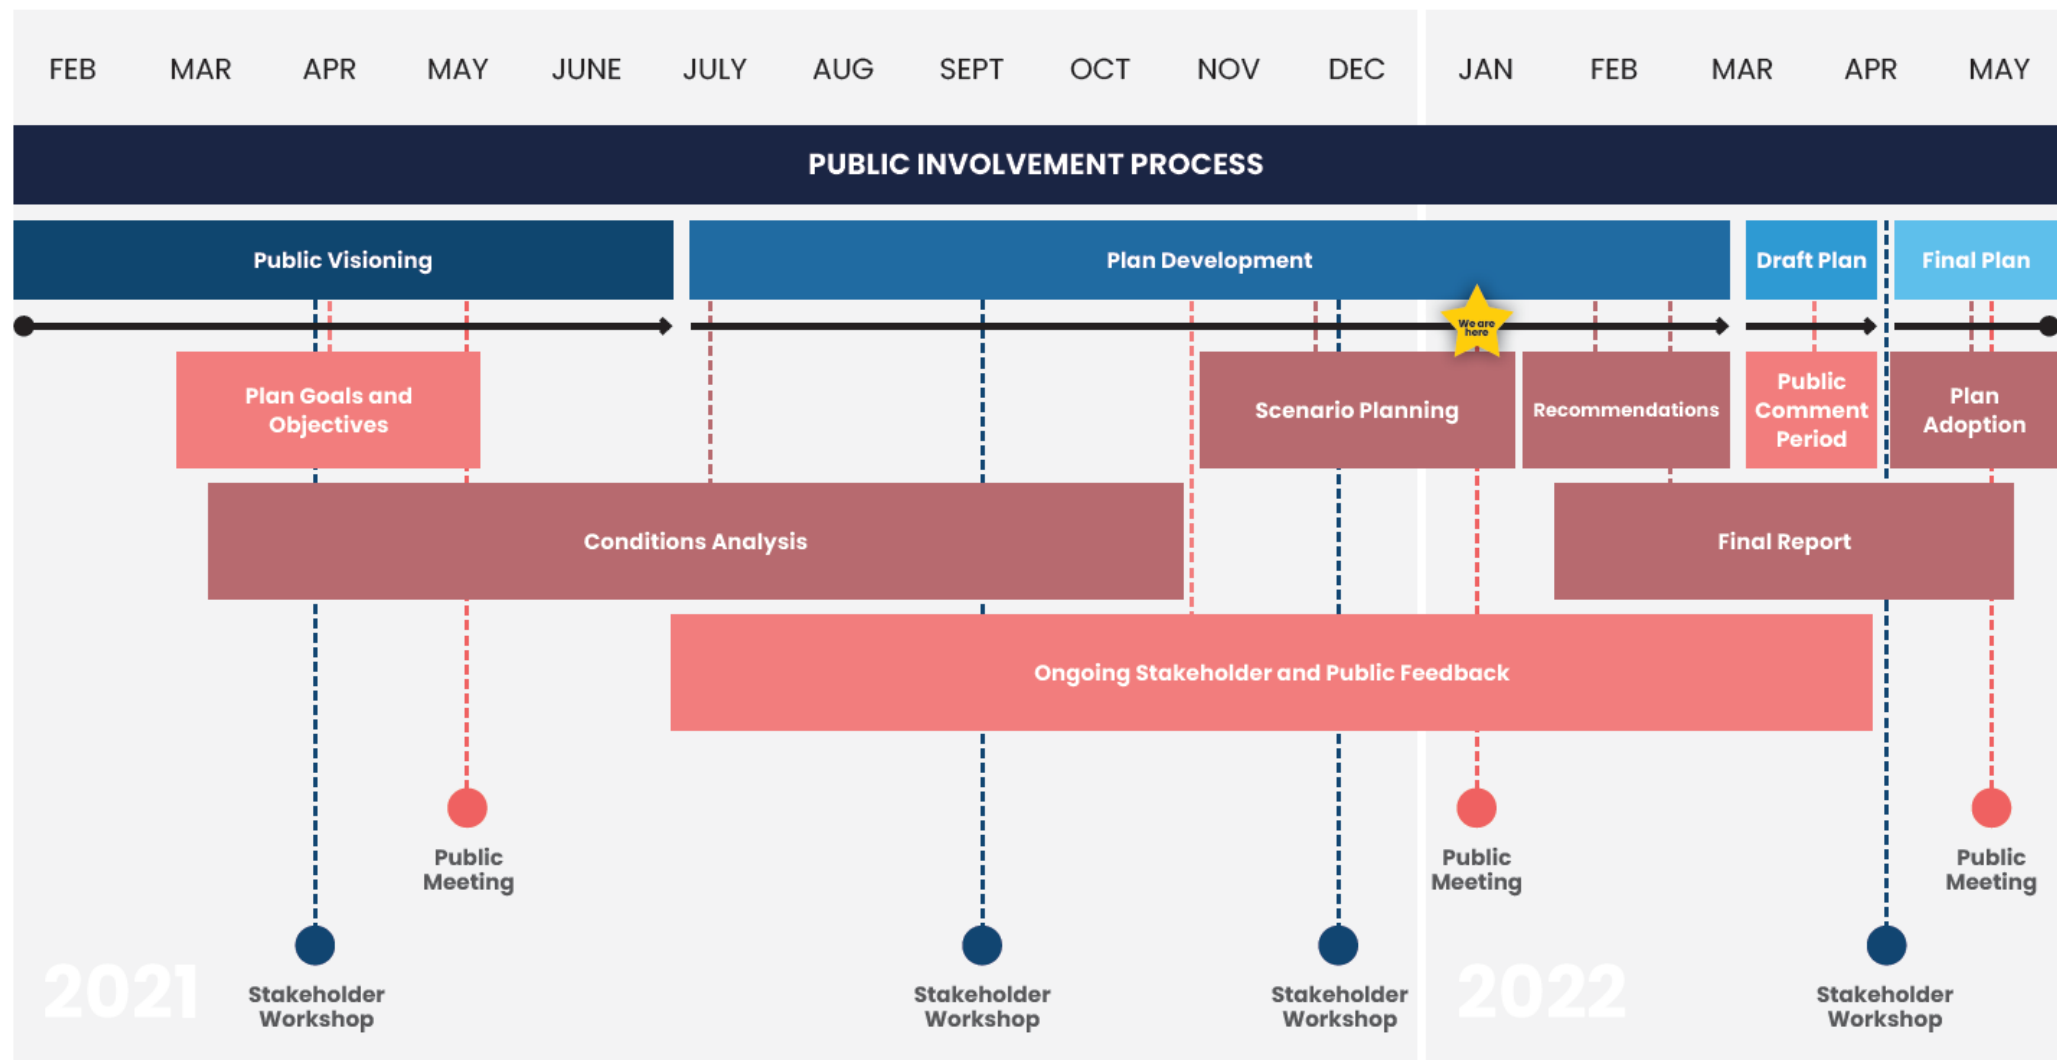 FEB MAR APR MAY JUNE JULY AUG SEPT OCT NOV DEC JAN FEB MAR APR MAY
PUBLIC INVOLVEMENT PROCESS
Public Visioning
Plan Development
Draft Plan
Final Plan
We are
here
Plan Goals and
Objectives
Scenario Planning
Recommendations
Public
Comment
Period
Plan
Adoption
Conditions Analysis
Final Report
Ongoing Stakeholder and Public Feedback
Public
Meeting
Public
Meeting
Public
Meeting
2021
Stakeholder
Workshop
Stakeholder
Workshop
Stakeholder
Workshop
2022
Stakeholder
Workshop